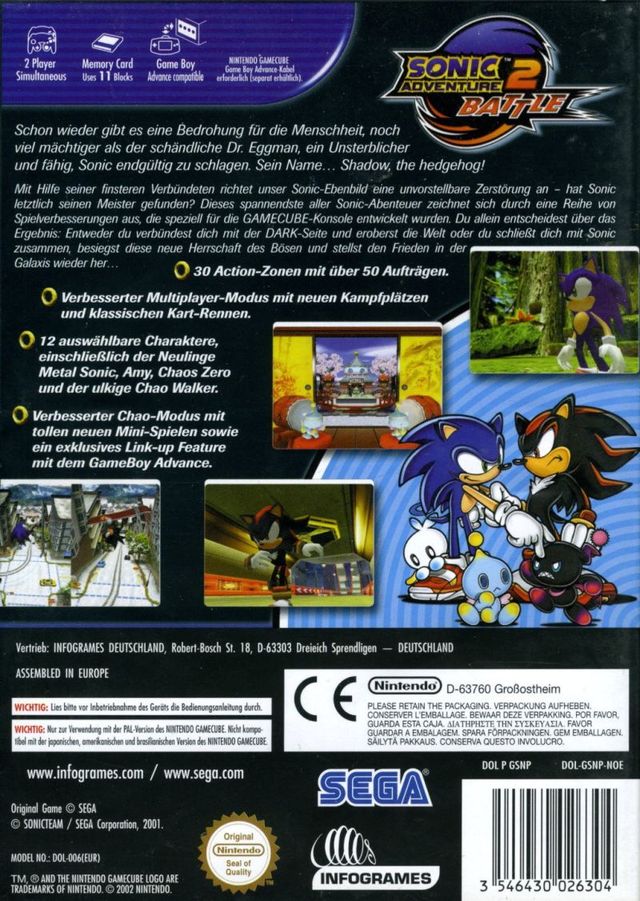 2 Player
Simultaneous
Memory Card
Uses 11 Blocks
Game Boy
Advance compatible
NINTENDO GAMECUBE
Game Boy Advance-Kabel
erforderlich (separat erhältlich).
SONIC
ADVENTURE 2
BATTLE
TM
Schon wieder gibt es eine Bedrohung für die Menschheit, noch
viel mächtiger als der schändliche Dr. Eggman, ein Unsterblicher
und fähig, Sonic endgültig zu schlagen. Sein Name... Shadow, the hedgehog!
Mit Hilfe seiner finsteren Verbündeten richtet unser Sonic-Ebenbild eine unvorstellbare Zerstörung an – hat Sonic
letztlich seinen Meister gefunden? Dieses spannendste aller Sonic-Abenteuer zeichnet sich durch eine Reihe von
Spielverbesserungen aus, die speziell für die GAMECUBE-Konsole entwickelt wurden. Du allein entscheidest über das
Ergebnis: Entweder du verbündest dich mit der DARK-Seite und eroberst die Welt oder du schließt dich mit Sonic
zusammen, besiegst diese neue Herrschaft des Bösen und stellst den Frieden in der
Galaxis wieder her...
30 Action-Zonen mit über 50 Aufträgen.
Verbesserter Multiplayer-Modus mit neuen Kampfplätzen
und klassischen Kart-Rennen.
12 auswählbare Charaktere,
einschließlich der Neulinge
Metal Sonic, Amy, Chaos Zero
und der ulkige Chao Walker.
Verbesserter Chao-Modus mit
tollen neuen Mini-Spielen sowie
ein exklusives Link-up Feature
mit dem GameBoy Advance.
Vertrieb: INFOGRAMES DEUTSCHLAND, Robert-Bosch St. 18, D-63303 Dreieich Sprendligen — DEUTSCHLAND
ASSEMBLED IN EUROPE
WICHTIG: Lies bitte vor Inbetriebnahme des Geräts die Bedienungsanleitung durch.
WICHTIG: Nur zur Verwendung mit der PAL-Version des NINTENDO GAMECUBE. Nicht kompa-
tibel mit der japanischen, amerikanischen und brasilianischen Version des NINTENDO GAMECUBE.
CE
Nintendo® D-63760 Großostheim
PLEASE RETAIN THE PACKAGING. VERPACKUNG AUFHEBEN.
CONSERVER L'EMBALLAGE. BEWAAR DEZE VERPAKKING. POR FAVOR,
GUARDA ESTA CAJA. ΔΙΑΤΗΡΗΣΤΕ ΤΗΝ ΣΥΣΚΕΥΑΣΙΑ. FAVOR
GUARDAR A EMBALAGEM. SPARA FÖRPACKNINGEN. GEM EMBALLAGEN.
SÄILYTÄ PAKKAUS. CONSERVA QUESTO INVOLUCRO.
DOL P GSNP
DOL-GSNP-NOE
www.infogrames.com / www.sega.com
Original Game © SEGA
© SONICTEAM / SEGA Corporation, 2001.
MODEL NO.: DOL-006(EUR)
TM, ® AND THE NINTENDO GAMECUBE LOGO ARE
TRADEMARKS OF NINTENDO. © 2002 NINTENDO.
Original
Nintendo
Seal of
Quality
SEGA®
INFOGRAMES
3 546430 026304